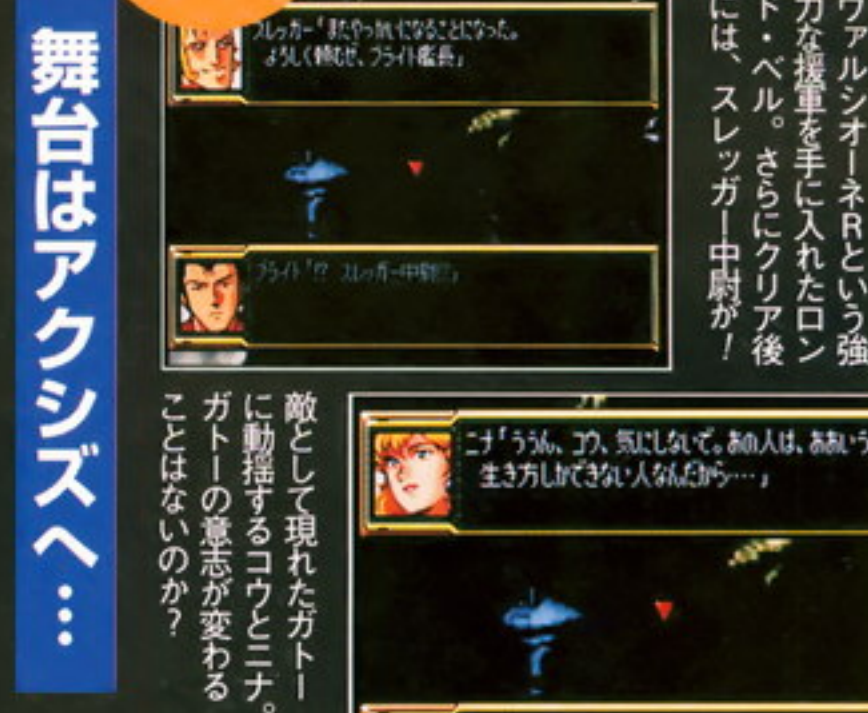 ヴァルシオーネRという強
力な援軍を手に入れたロン
ト・ベル。さらにクリア後
には、スレッガー中尉が!
スレッガー「またやっかいになることになった。
よろしく頼むぜ、ブライト艦長」
ブライト「!? スレッガー中尉!!」
舞台はアクシズへ…
ニナ「ううん、コウ、気にしないで。あの人は、ああいう
生き方しかできない人なんだから…」
敵として現れたガトー
に動揺するコウとニナ。
ガトーの意志が変わる
ことはないのか?